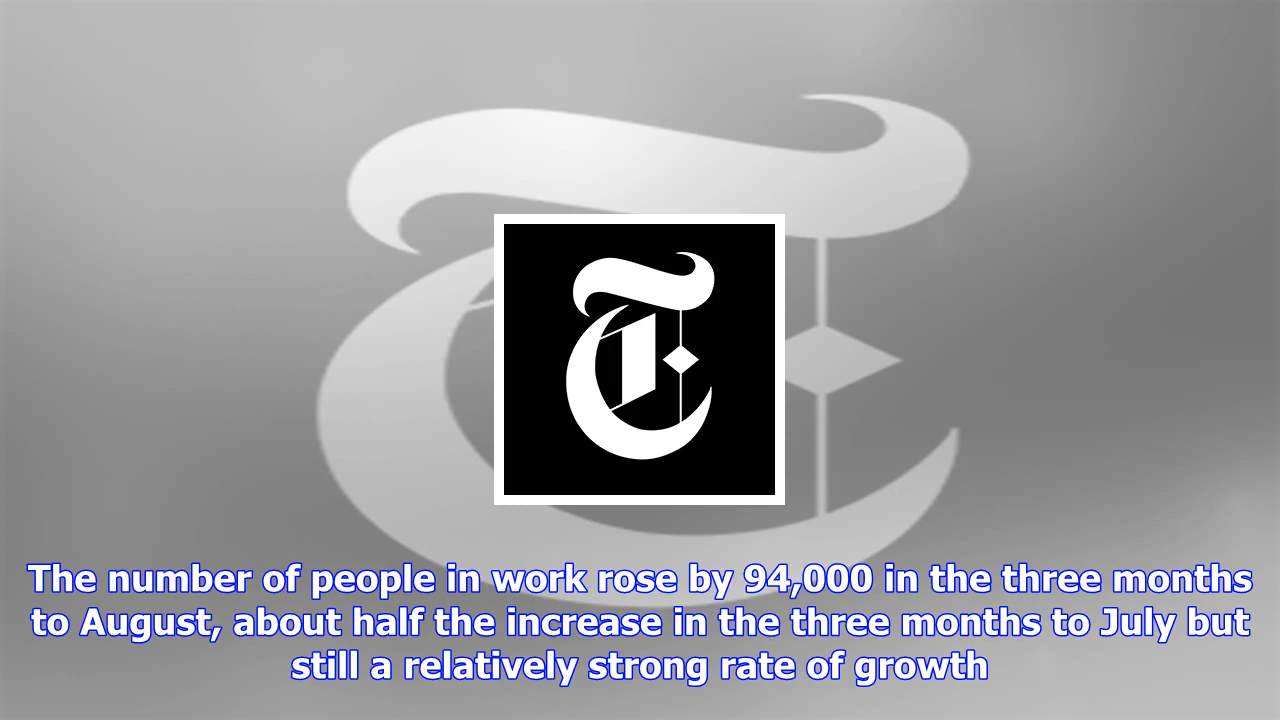 The number of people in work rose by 94,000 in the three months
to August, about half the increase in the three months to July but
still a relatively strong rate of growth